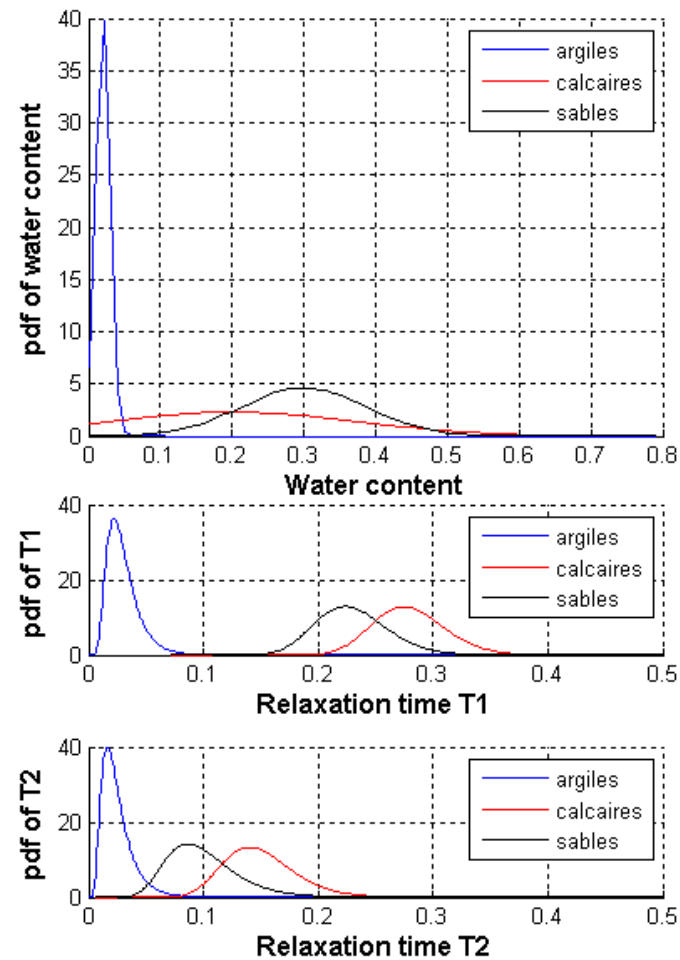 40
35
30
25
20
15
10
5
0
pdf of water content
argiles
calcaires
sables
0 0.1 0.2 0.3 0.4 0.5 0.6 0.7 0.8
Water content
40
20
0
pdf of T1
argiles
calcaires
sables
0 0.1 0.2 0.3 0.4 0.5
Relaxation time T1
40
20
0
pdf of T2
argiles
calcaires
sables
0 0.1 0.2 0.3 0.4 0.5
Relaxation time T2